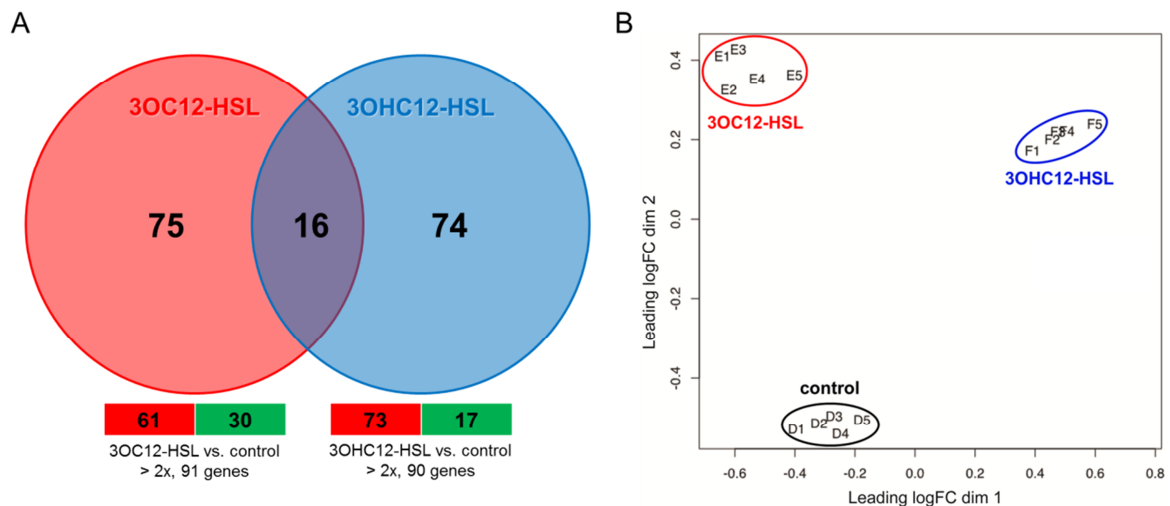 A
3OC12-HSL
3OHC12-HSL
75
16
74
61
30
73
17
3OC12-HSL vs. control
> 2x, 91 genes
3OHC12-HSL vs. control
> 2x, 90 genes
B
Leading logFC dim 2
0.4
0.2
0.0
-0.2
-0.4
E1
E3
E4
E5
E2
3OC12-HSL
F5
F4
F2
F1
3OHC12-HSL
control
D1
D2
D3
D4
D5
-0.6
-0.4
-0.2
0.0
0.2
0.4
0.6
0.8
Leading logFC dim 1